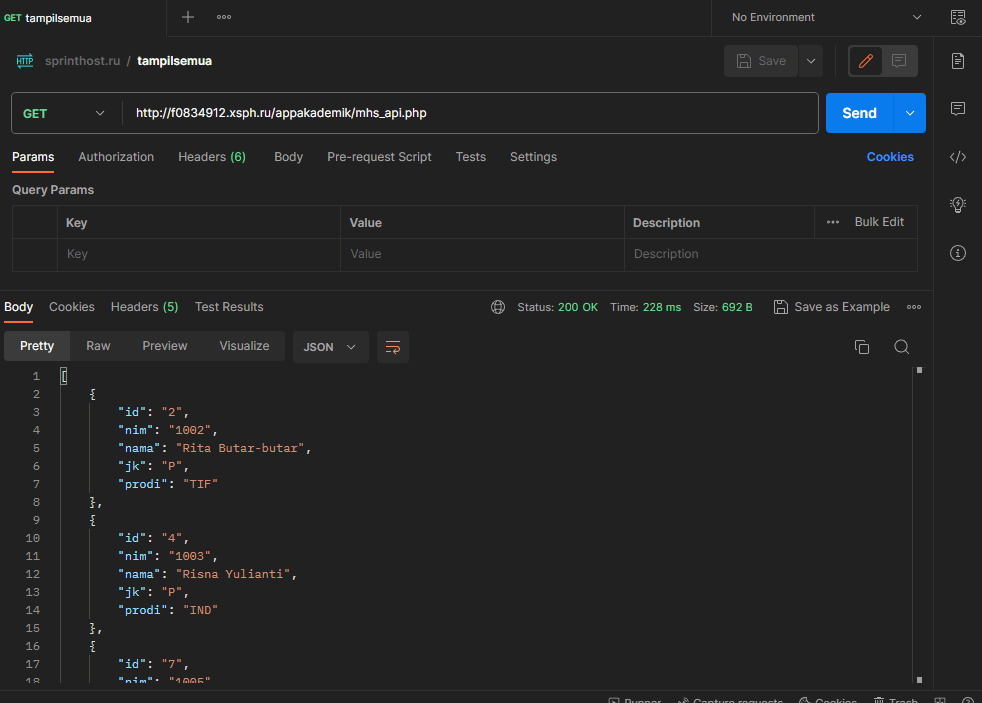 GET tampilsemua
No Environment
HTTP sprinthost.ru / tampilsemua
Save
GET http://f0834912.xsph.ru/appakademik/mhs_api.php Send
Params Authorization Headers (6) Body Pre-request Script Tests Settings Cookies
Query Params
Key Value Description Bulk Edit
Key Value Description
Body Cookies Headers (5) Test Results Status: 200 OK Time: 228 ms Size: 692 B Save as Example
Pretty Raw Preview Visualize JSON
1 [
2 {
3 "id": "2",
4 "nim": "1002",
5 "nama": "Rita Butar-butar",
6 "jk": "P",
7 "prodi": "TIF"
8 },
9 {
10 "id": "4",
11 "nim": "1003",
12 "nama": "Risna Yulianti",
13 "jk": "P",
14 "prodi": "IND"
15 },
16 {
17 "id": "7",
18 "nim": "1005"
Runner Capture requests Cookies Trash